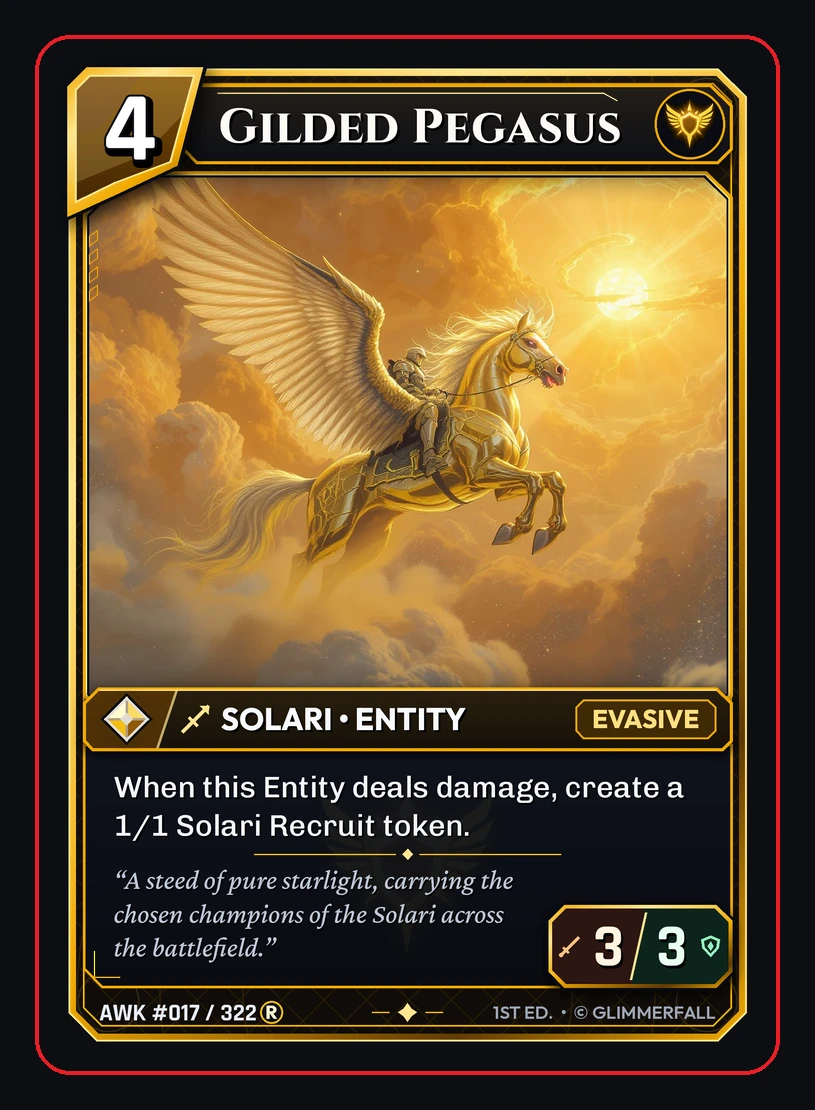 4
GILDED PEGASUS
SOLARI • ENTITY
EVASIVE
When this Entity deals damage, create a
1/1 Solari Recruit token.
“A steed of pure starlight, carrying the
chosen champions of the Solari across
the battlefield.”
3 / 3
AWK #017 / 322 R
1ST ED. • © GLIMMERFALL